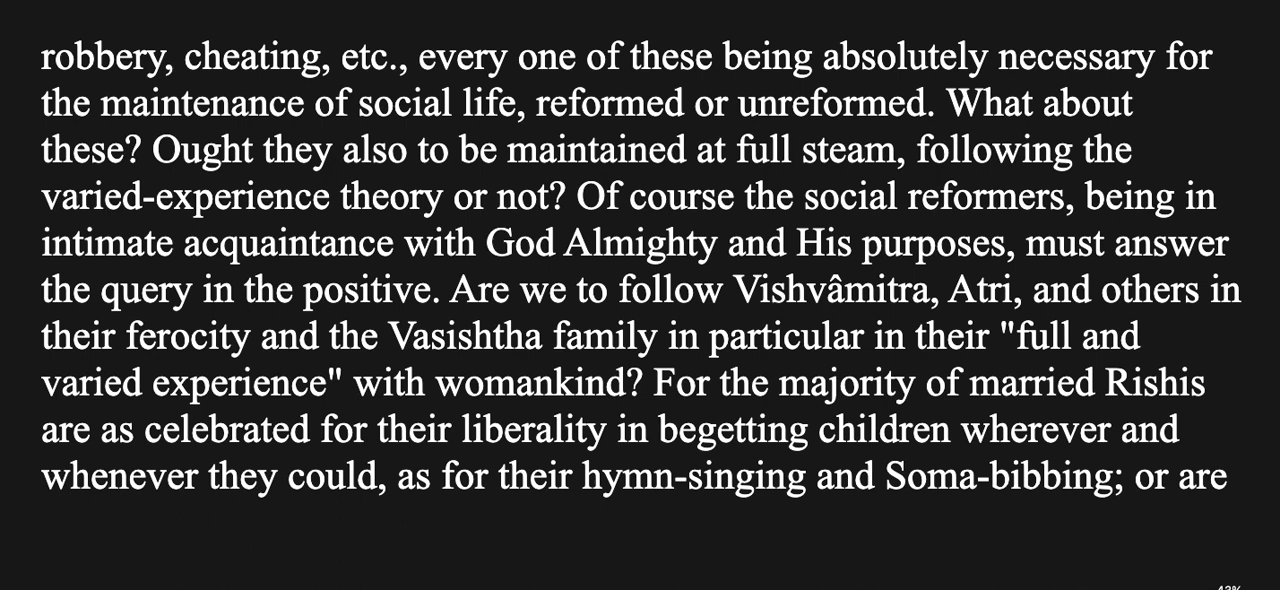 robbery, cheating, etc., every one of these being absolutely necessary for
the maintenance of social life, reformed or unreformed. What about
these? Ought they also to be maintained at full steam, following the
varied-experience theory or not? Of course the social reformers, being in
intimate acquaintance with God Almighty and His purposes, must answer
the query in the positive. Are we to follow Vishvâmitra, Atri, and others in
their ferocity and the Vasishtha family in particular in their "full and
varied experience" with womankind? For the majority of married Rishis
are as celebrated for their liberality in begetting children wherever and
whenever they could, as for their hymn-singing and Soma-bibbing; or are